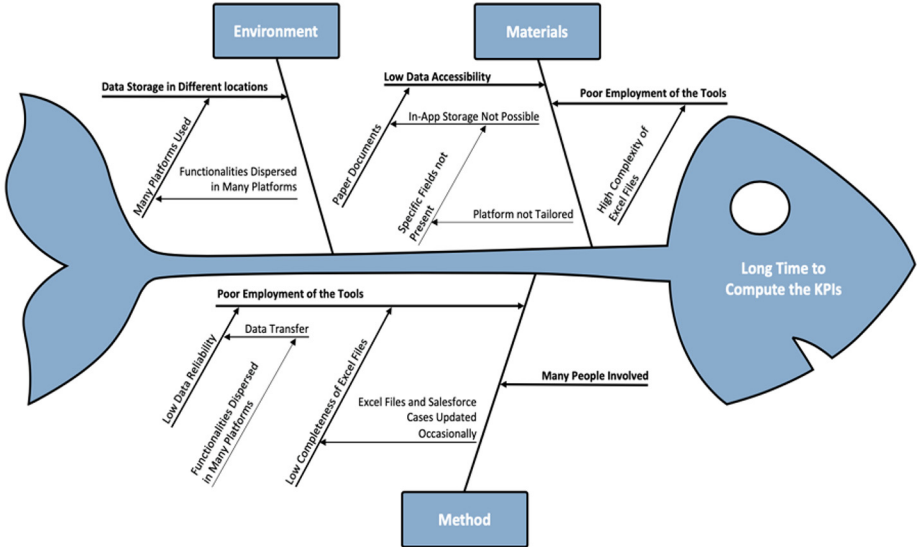 Environment
Materials
Data Storage in Different locations
Many Platforms Used
Functionalities Dispersed
in Many Platforms
Low Data Accessibility
Paper Documents
In-App Storage Not Possible
Specific Fields not
Present
Platform not Tailored
Poor Employment of the Tools
High Complexity of
Excel Files
Long Time to
Compute the KPIs
Poor Employment of the Tools
Low Data Reliability
Data Transfer
Functionalities Dispersed
in Many Platforms
Low Completeness of Excel Files
Excel Files and Salesforce
Cases Updated
Occasionally
Many People Involved
Method